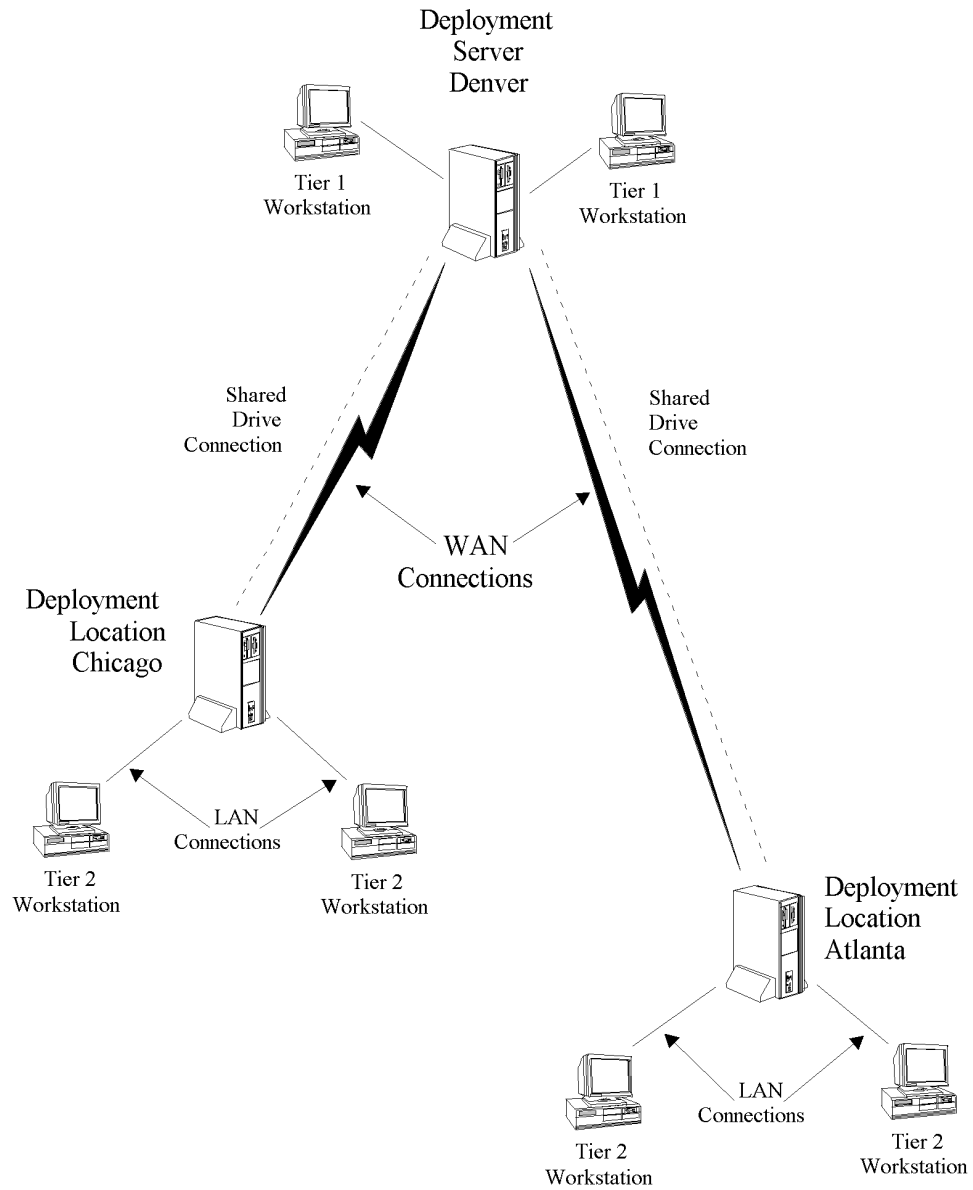 Deployment
Server
Denver
Tier 1
Workstation
Tier 1
Workstation
Shared
Drive
Connection
Shared
Drive
Connection
WAN
Connections
Deployment
Location
Chicago
LAN
Connections
Tier 2
Workstation
Tier 2
Workstation
Deployment
Location
Atlanta
LAN
Connections
Tier 2
Workstation
Tier 2
Workstation